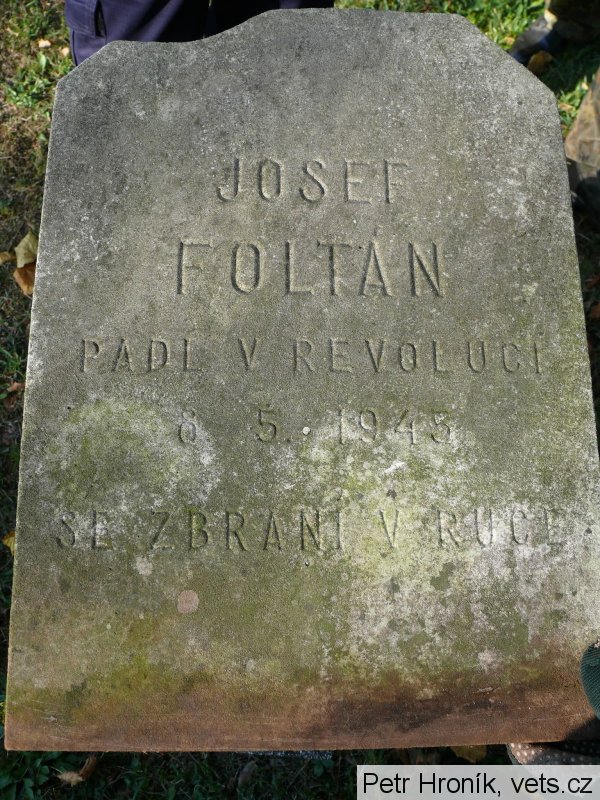 JOSEF
FOLTÁN
PADL V REVOLUCI
8. 5. 1945
SE ZBRANÍ V RUCE
Petr Hroník, vets.cz